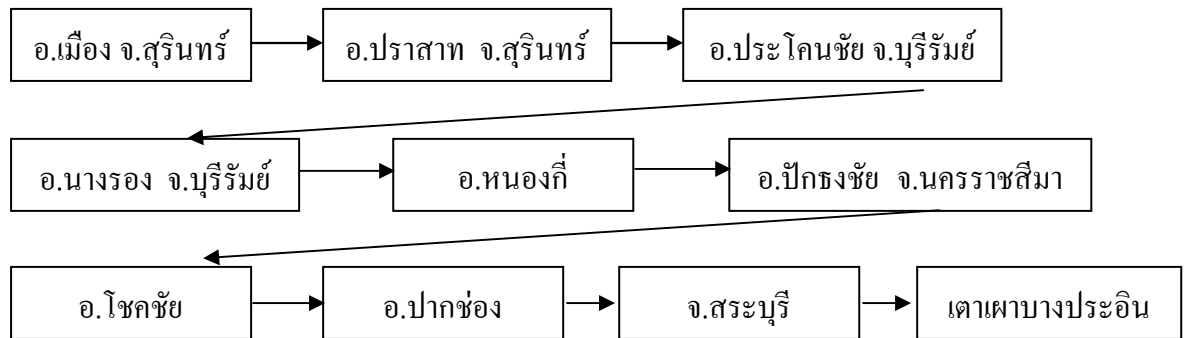 อ.เมือง จ.สุรินทร์
อ.ปราสาท จ.สุรินทร์
อ.ประโคนชัย จ.บุรีรัมย์
อ.นางรอง จ.บุรีรัมย์
อ.หนองกี่
อ.ปักธงชัย จ.นครราชสีมา
อ.โชคชัย
อ.ปากช่อง
จ.สระบุรี
เตาเผาบางประอิน